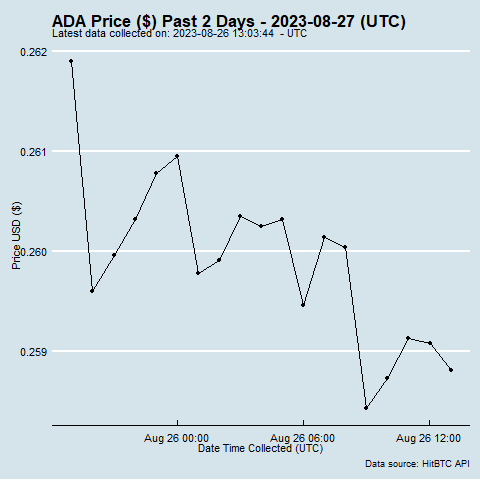 ADA Price ($) Past 2 Days - 2023-08-27 (UTC)
Latest data collected on: 2023-08-26 13:03:44  - UTC
0.262
0.261
0.260
0.259
Price USD ($)
Aug 26 00:00
Aug 26 06:00
Aug 26 12:00
Date Time Collected (UTC)
Data source: HitBTC API